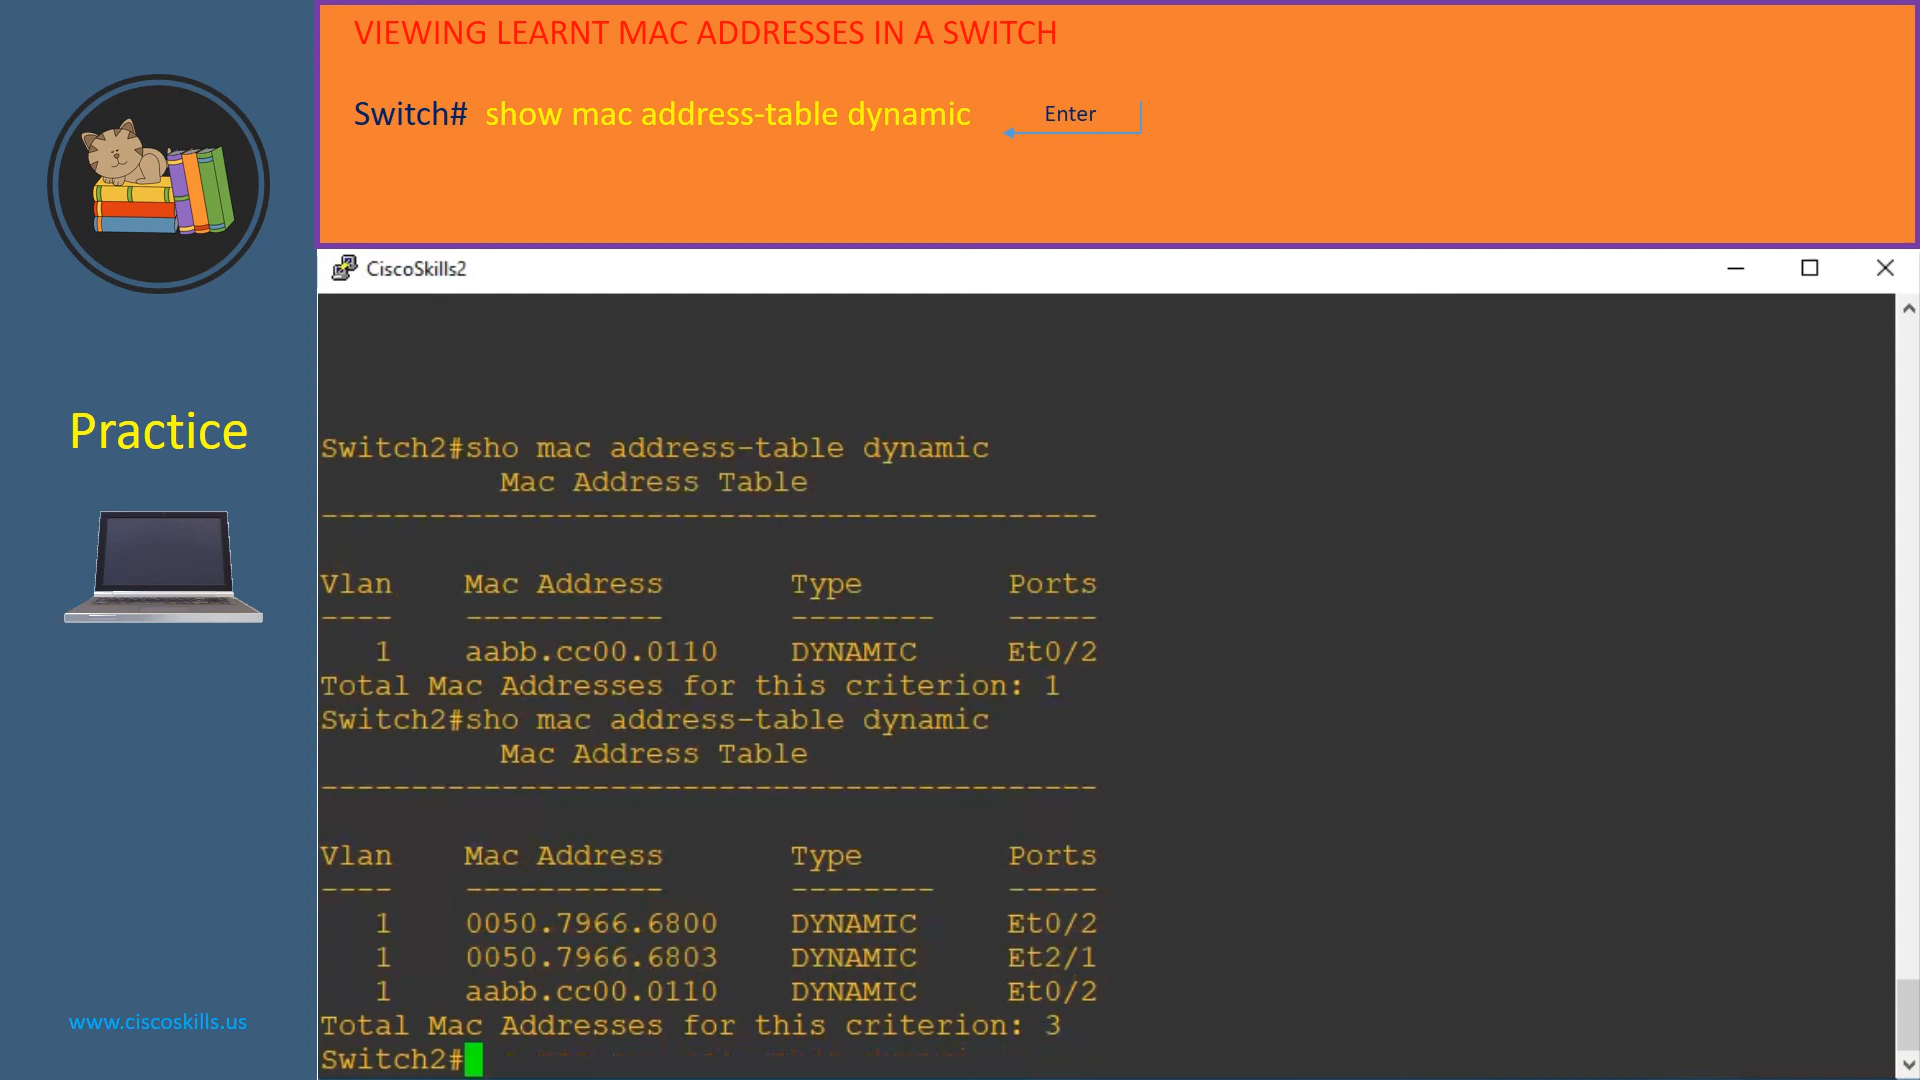 VIEWING LEARNT MAC ADDRESSES IN A SWITCH
Switch# show mac address-table dynamic Enter
Practice
www.ciscoskills.us
CiscoSkills2
Switch2#sho mac address-table dynamic
Mac Address Table
-------------------------------------------
Vlan Mac Address Type Ports
---- ----------- -------- -----
1 aabb.cc00.0110 DYNAMIC Et0/2
Total Mac Addresses for this criterion: 1
Switch2#sho mac address-table dynamic
Mac Address Table
-------------------------------------------
Vlan Mac Address Type Ports
---- ----------- -------- -----
1 0050.7966.6800 DYNAMIC Et0/2
1 0050.7966.6803 DYNAMIC Et2/1
1 aabb.cc00.0110 DYNAMIC Et0/2
Total Mac Addresses for this criterion: 3
Switch2#